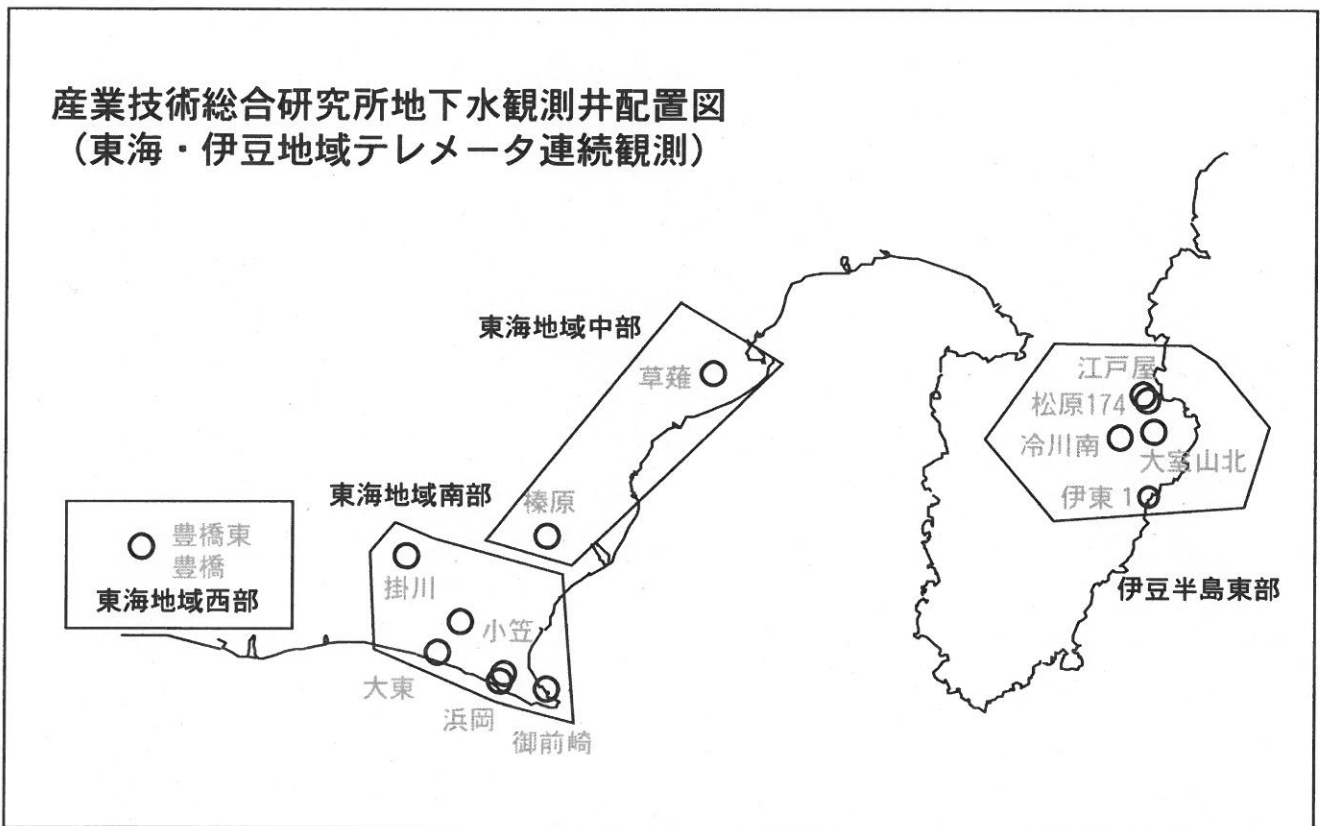 産業技術総合研究所地下水観測井配置図
（東海・伊豆地域テレメータ連続観測）
東海地域中部
草薙
江戸屋
松原174
冷川南
大室山北
伊東1
東海地域南部
榛原
豊橋東
豊橋
東海地域西部
掛川
伊豆半島東部
小笠
大東
浜岡
御前崎